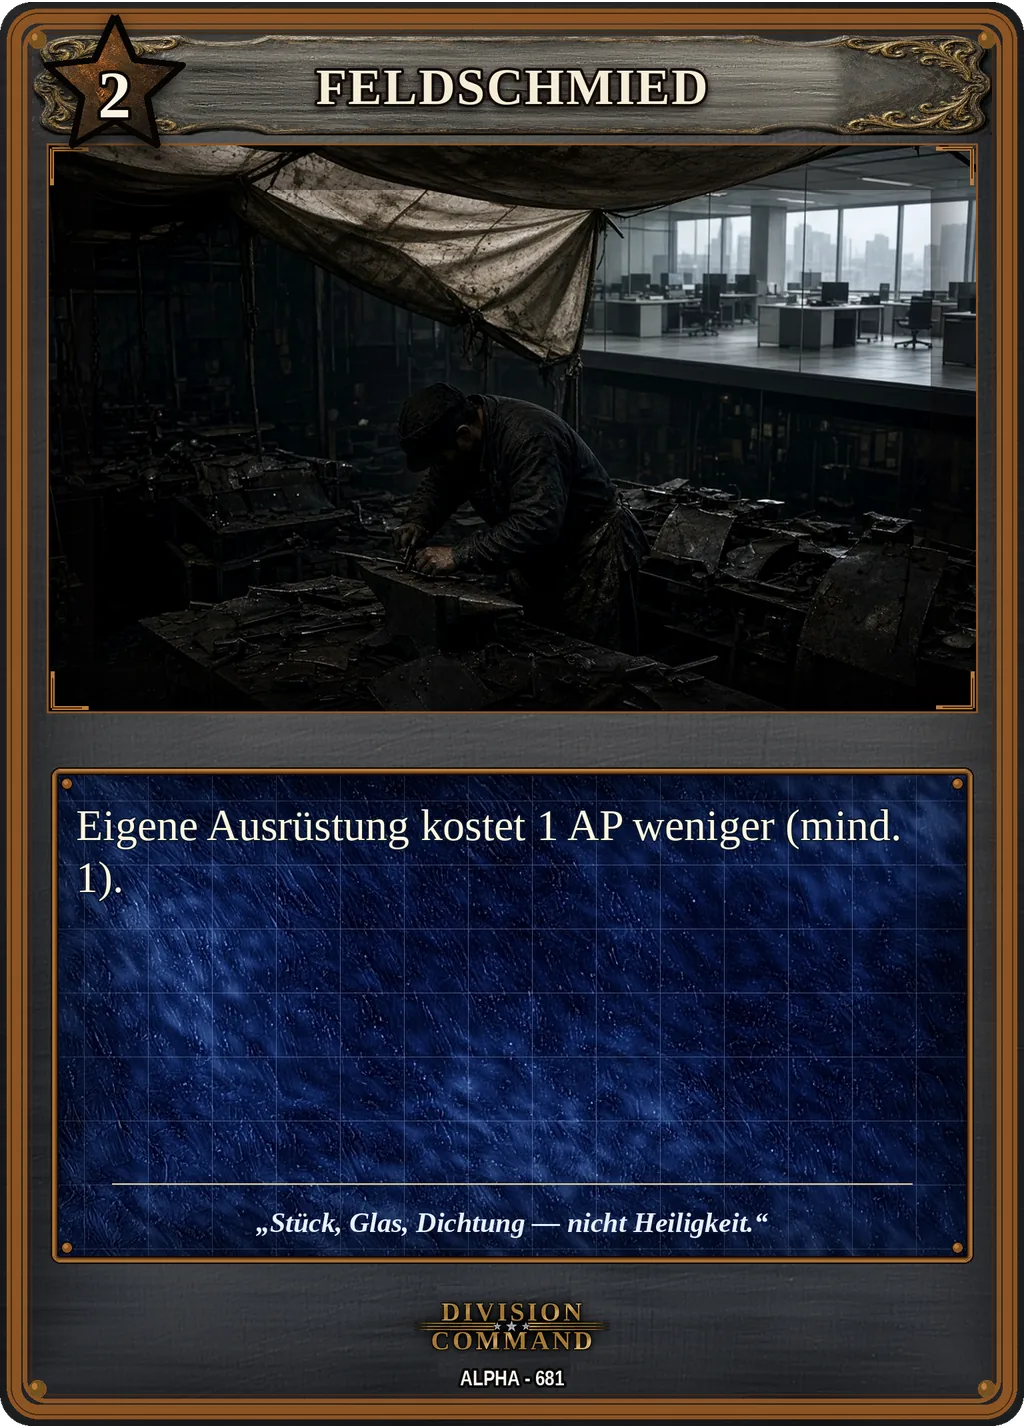 2
FELDSCHMIED
Eigene Ausrüstung kostet 1 AP weniger (mind.
1).
„Stück, Glas, Dichtung — nicht Heiligkeit.“
DIVISION
COMMAND
ALPHA - 681